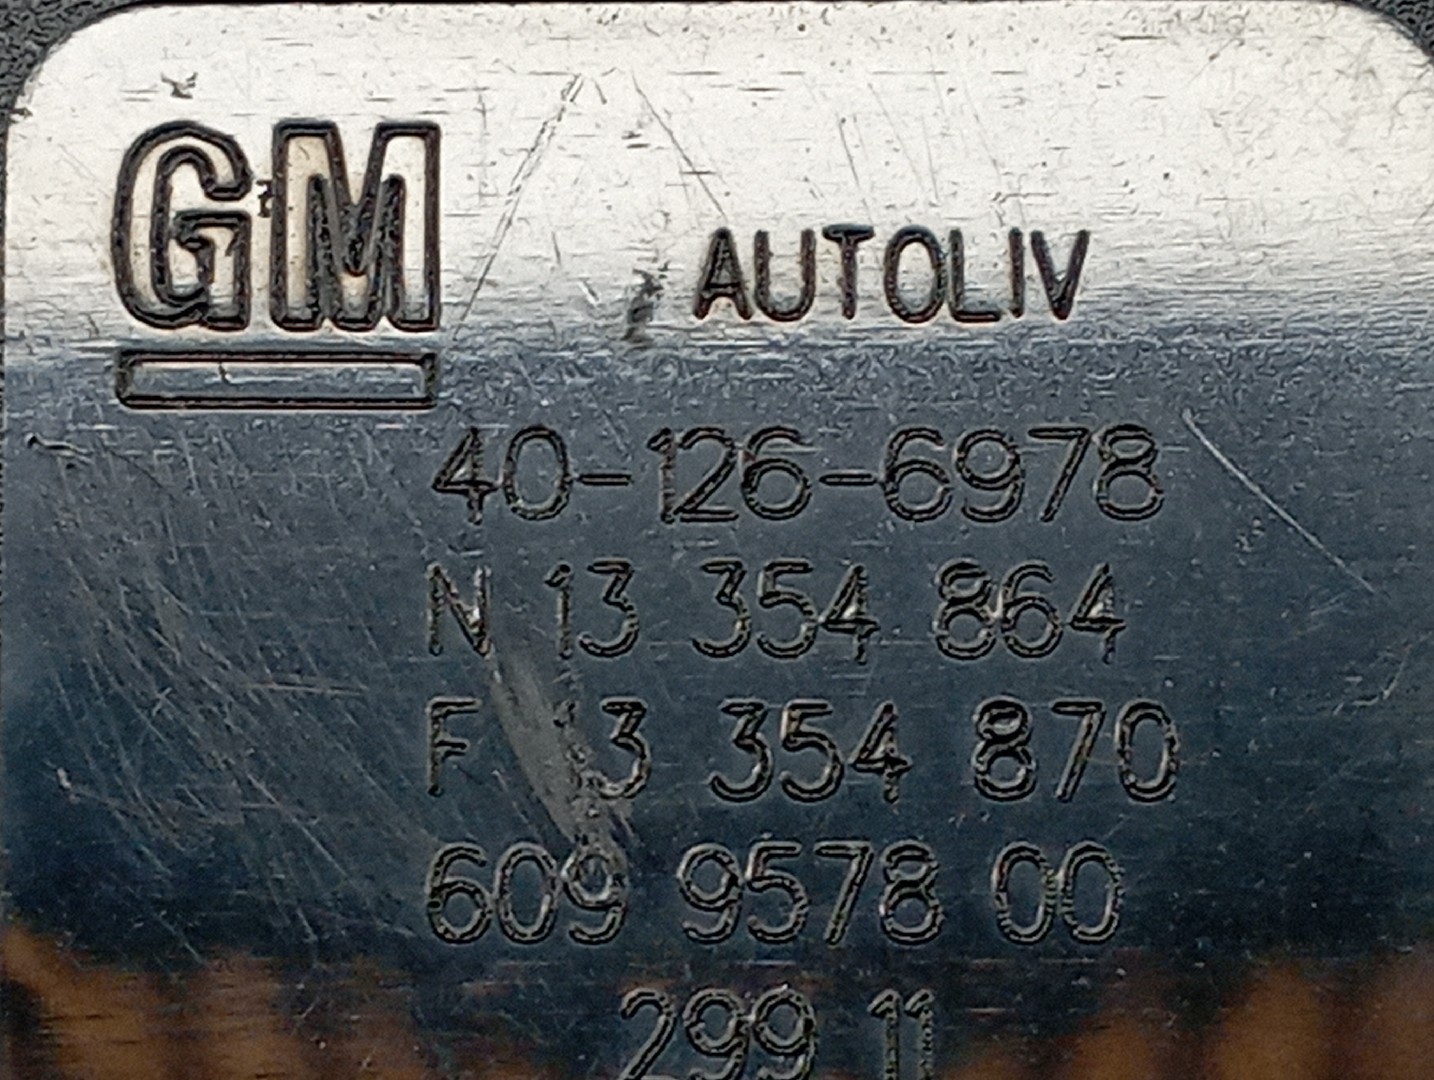 GM AUTOLIV
40-126-6978
N 13 354 864
F 13 354 870
609 9578 00
299 11